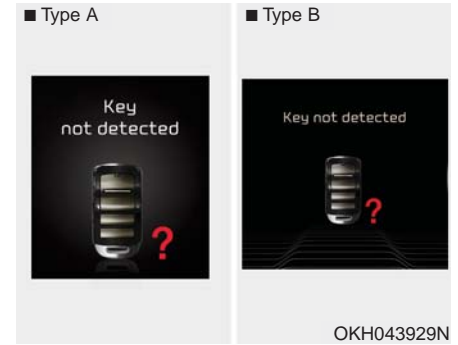 ■ Type A
Key
not detected
?
■ Type B
Key not detected
?
OKH043929N